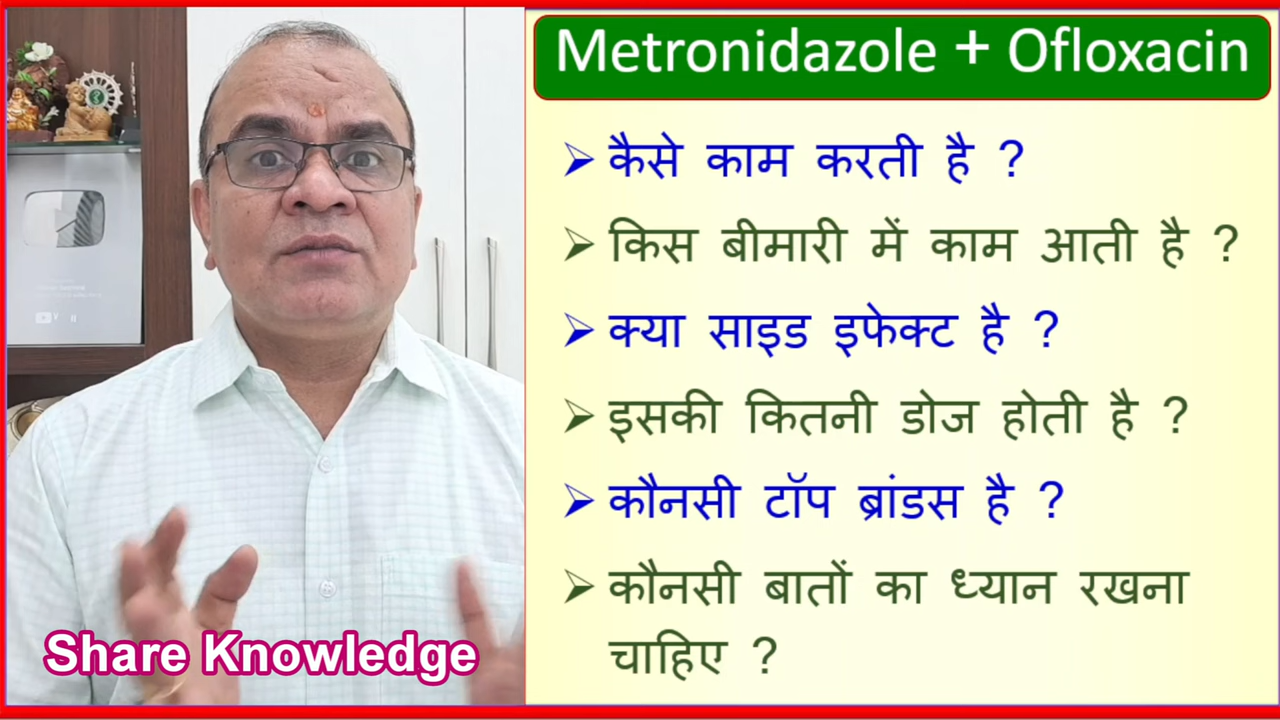 Metronidazole + Ofloxacin
➢ कैसे काम करती है ?
➢ किस बीमारी में काम आती है ?
➢ क्या साइड इफेक्ट है ?
➢ इसकी कितनी डोज होती है ?
➢ कौनसी टॉप ब्रांडस है ?
➢ कौनसी बातों का ध्यान रखना
चाहिए ?
Share Knowledge